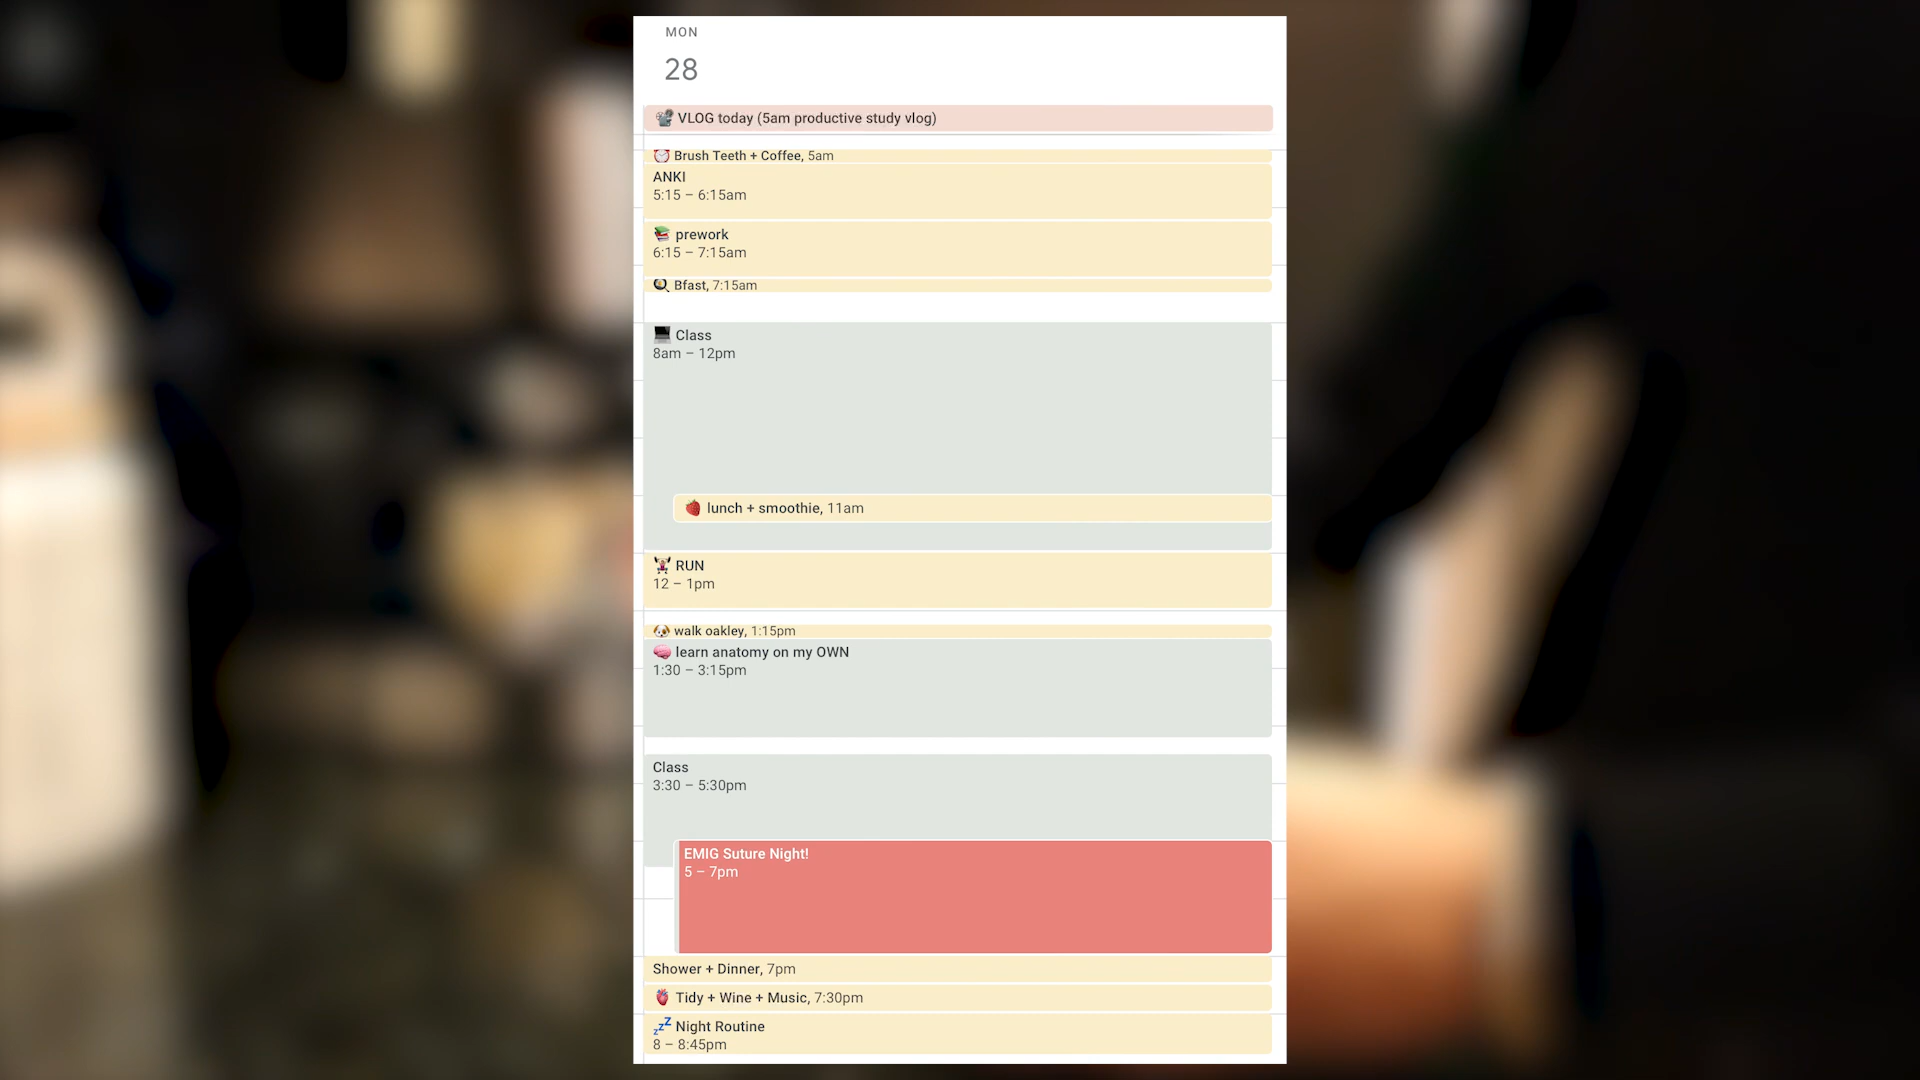 MON
28
VLOG today (5am productive study vlog)
Brush Teeth + Coffee, 5am
ANKI
5:15 – 6:15am
prework
6:15 – 7:15am
Bfast, 7:15am
Class
8am – 12pm
lunch + smoothie, 11am
RUN
12 – 1pm
walk oakley, 1:15pm
learn anatomy on my OWN
1:30 – 3:15pm
Class
3:30 – 5:30pm
EMIG Suture Night!
5 – 7pm
Shower + Dinner, 7pm
Tidy + Wine + Music, 7:30pm
Night Routine
8 – 8:45pm